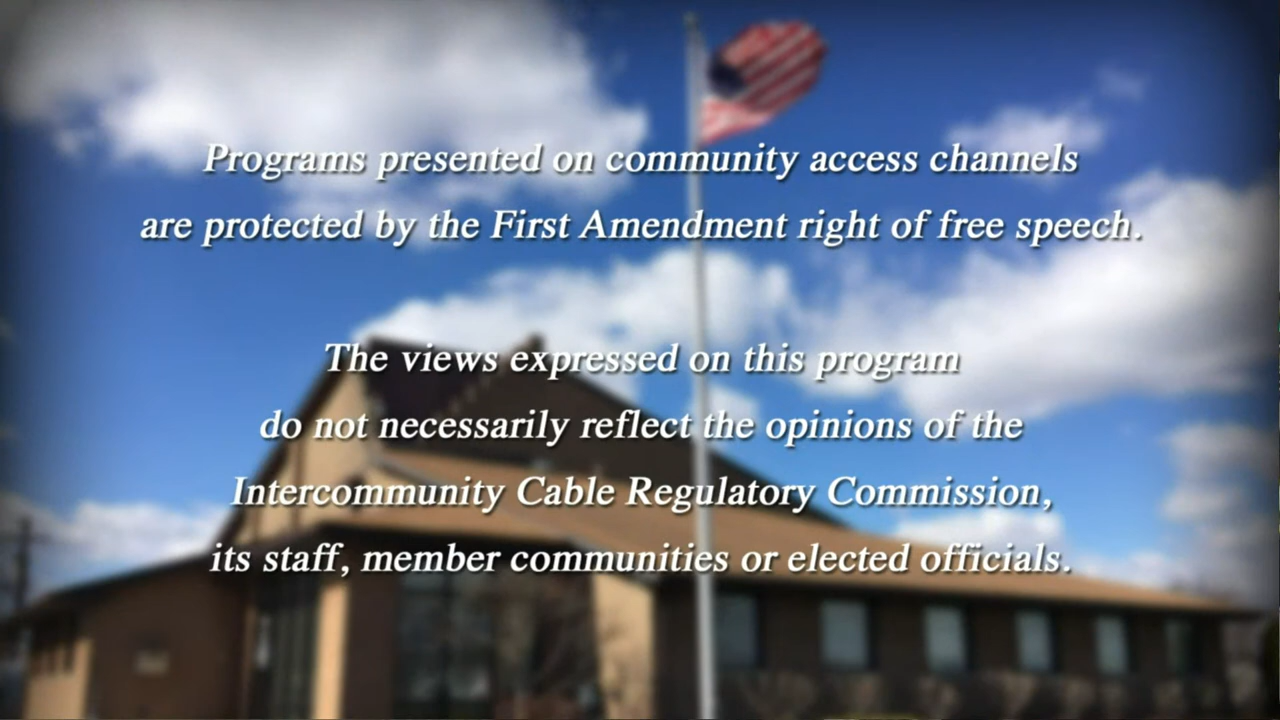 Programs presented on community access channels
are protected by the First Amendment right of free speech.
The views expressed on this program
do not necessarily reflect the opinions of the
Intercommunity Cable Regulatory Commission,
its staff, member communities or elected officials.